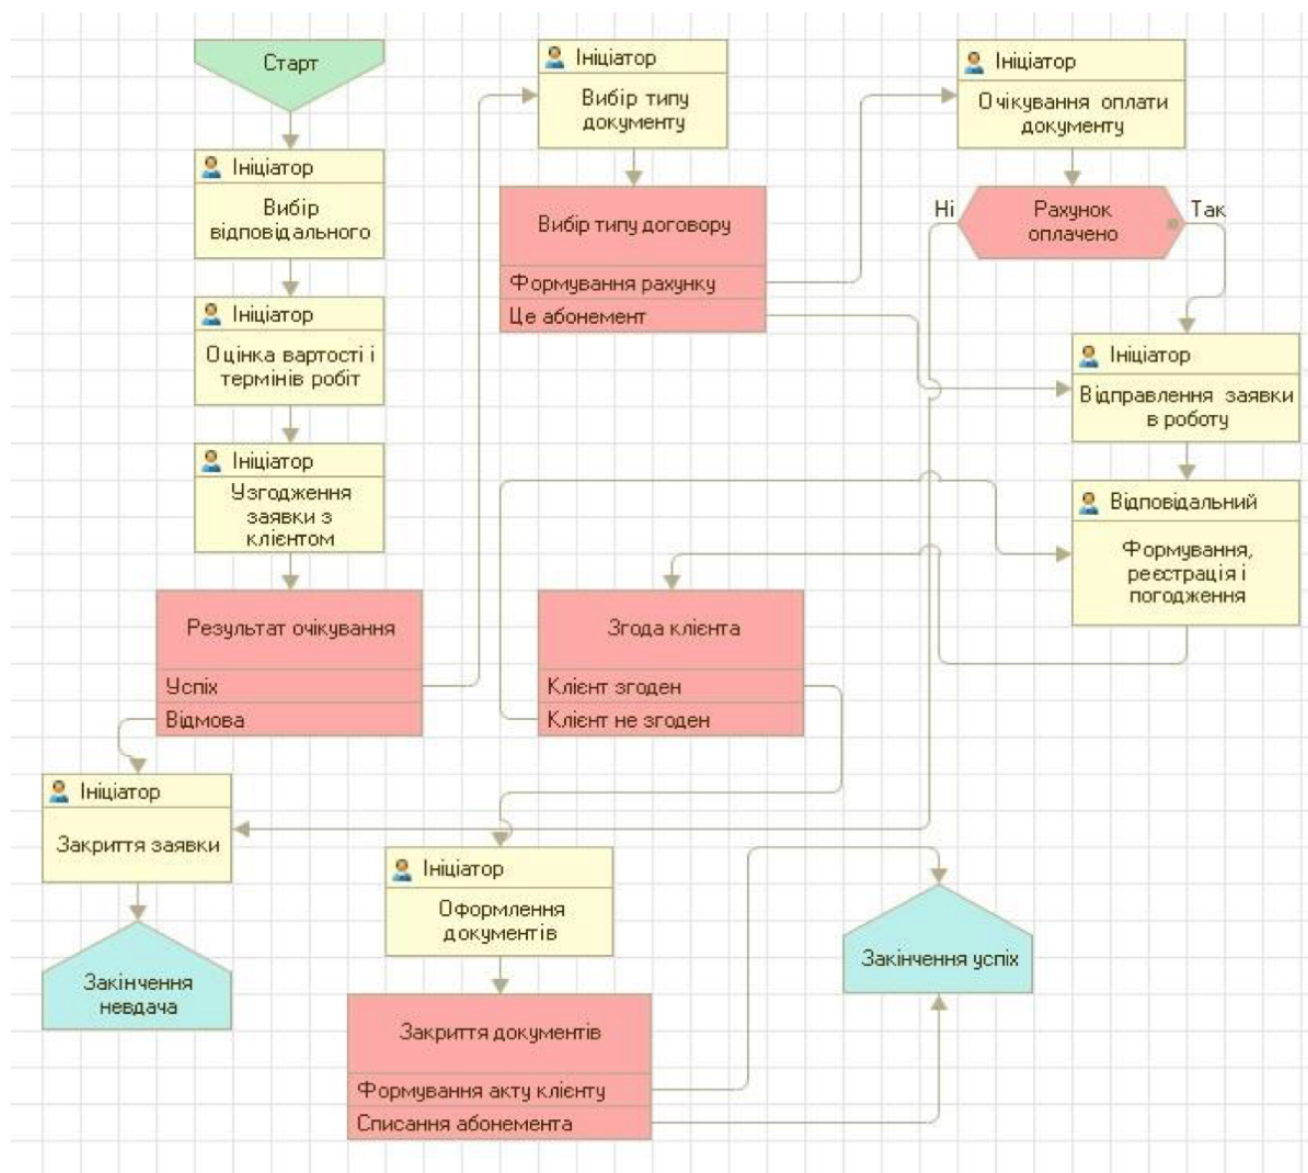 Старт
Ініціатор
Вибір
відповідального
Ініціатор
Оцінка вартості і
термінів робіт
Ініціатор
Узгодження
заявки з
клієнтом
Результат очікування
Успіх
Відмова
Ініціатор
Закриття заявки
Закінчення
невдача
Ініціатор
Вибір типу
документу
Вибір типу договору
Формування рахунку
Це абонемент
Ініціатор
Очікування оплати
документу
Ні
Рахунок
оплачено
Так
Ініціатор
Відправлення заявки
в роботу
Відповідальний
Формування,
реєстрація і
погодження
Згода клієнта
Клієнт згоден
Клієнт не згоден
Ініціатор
Оформлення
документів
Закриття документів
Формування акту клієнту
Списання абонемента
Закінчення успіх